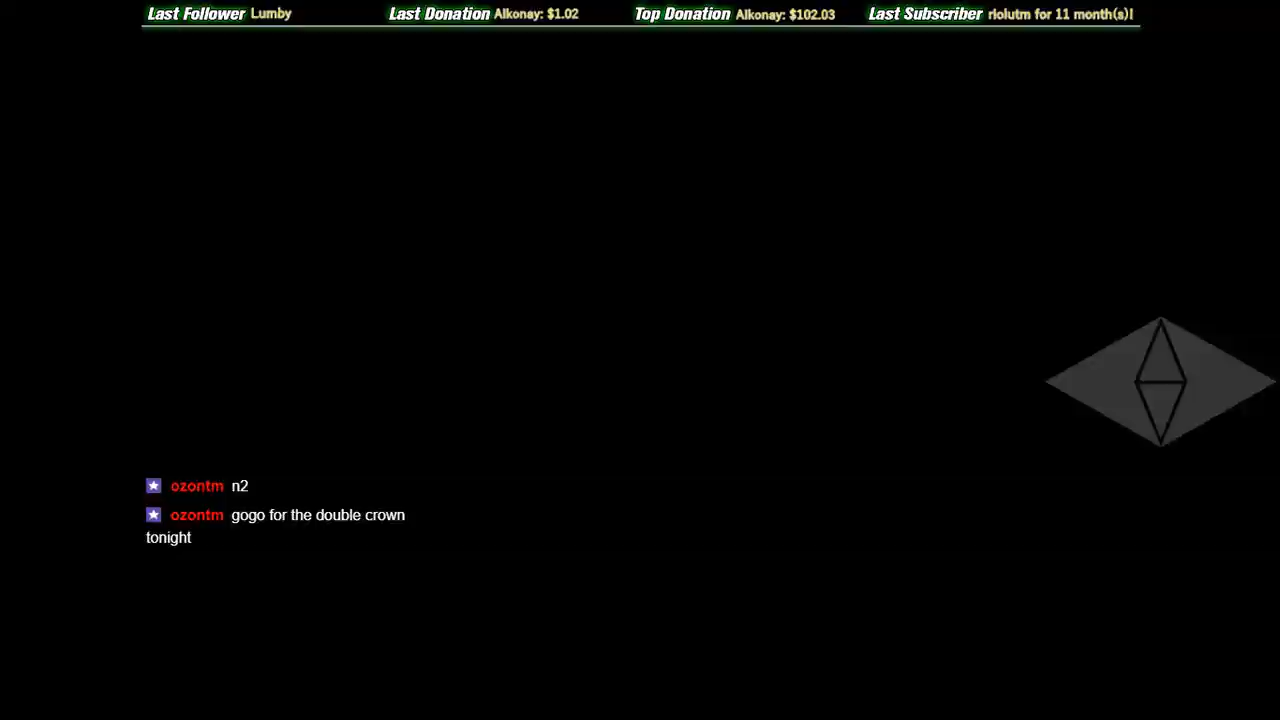 Last Follower Lumby Last Donation Alkonay: $1.02 Top Donation Alkonay: $102.03 Last Subscriber riolutm for 11 month(s)!
ozontm n2
ozontm gogo for the double crown
tonight